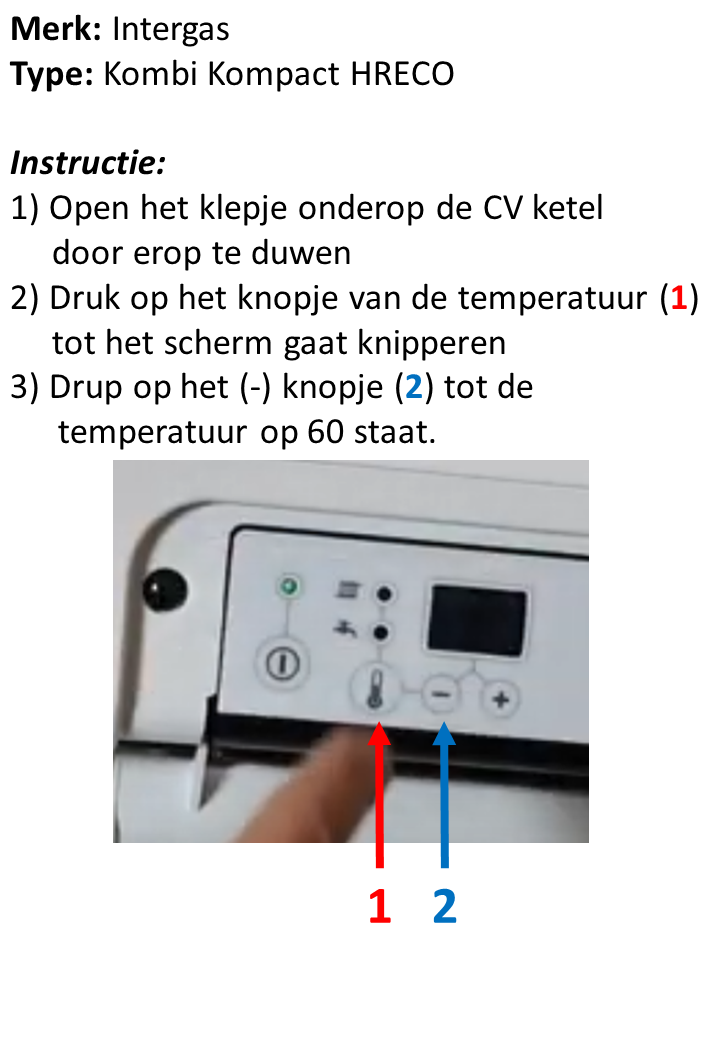 Merk: Intergas
Type: Kombi Kompact HRECO
Instructie:
1) Open het klepje onderop de CV ketel
door erop te duwen
2) Druk op het knopje van de temperatuur (1)
tot het scherm gaat knipperen
3) Drup op het (-) knopje (2) tot de
temperatuur op 60 staat.
1 2